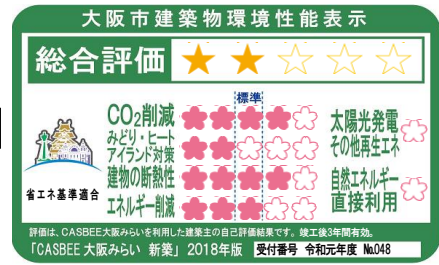 大阪市建築物環境性能表示
総合評価
標準
CO2削減
みどり・ヒート
アイランド対策
建物の断熱性
エネルギー削減
太陽光発電
その他再生エネ
自然エネルギー
直接利用
省エネ基準適合
評価は、CASBEE大阪みらいを利用した建築主の自己評価結果です。竣工後3年間有効。
「CASBEE大阪みらい 新築」2018年版 受付番号 令和元年度 №048